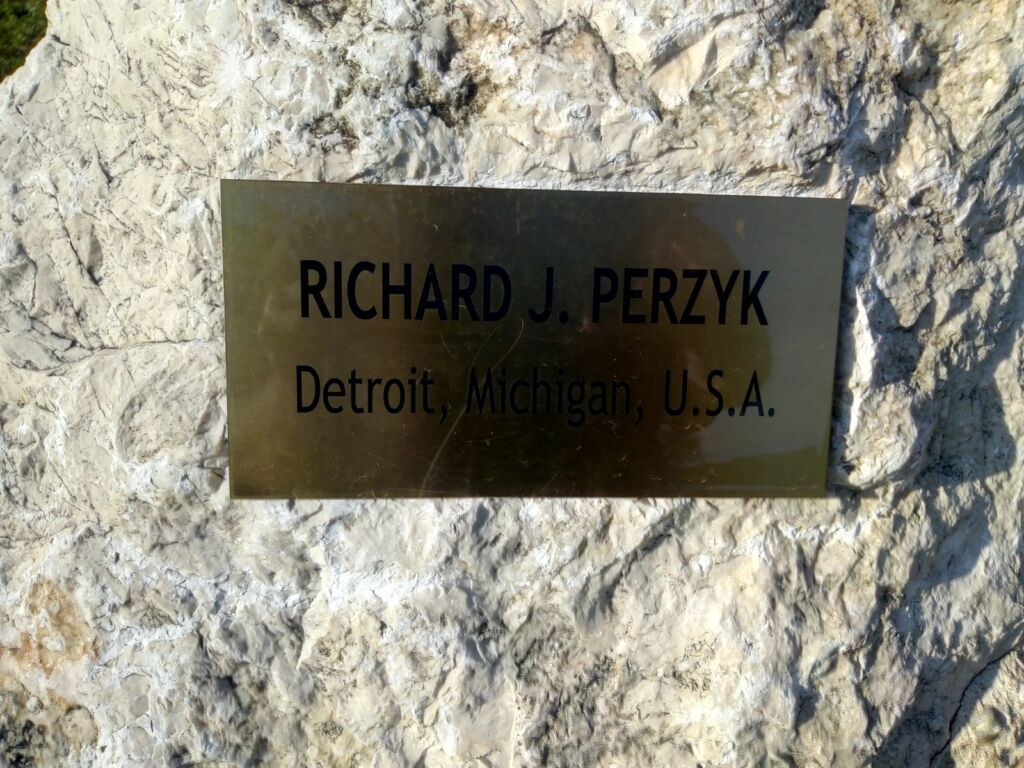 RICHARD J. PERZYK
Detroit, Michigan, U.S.A.